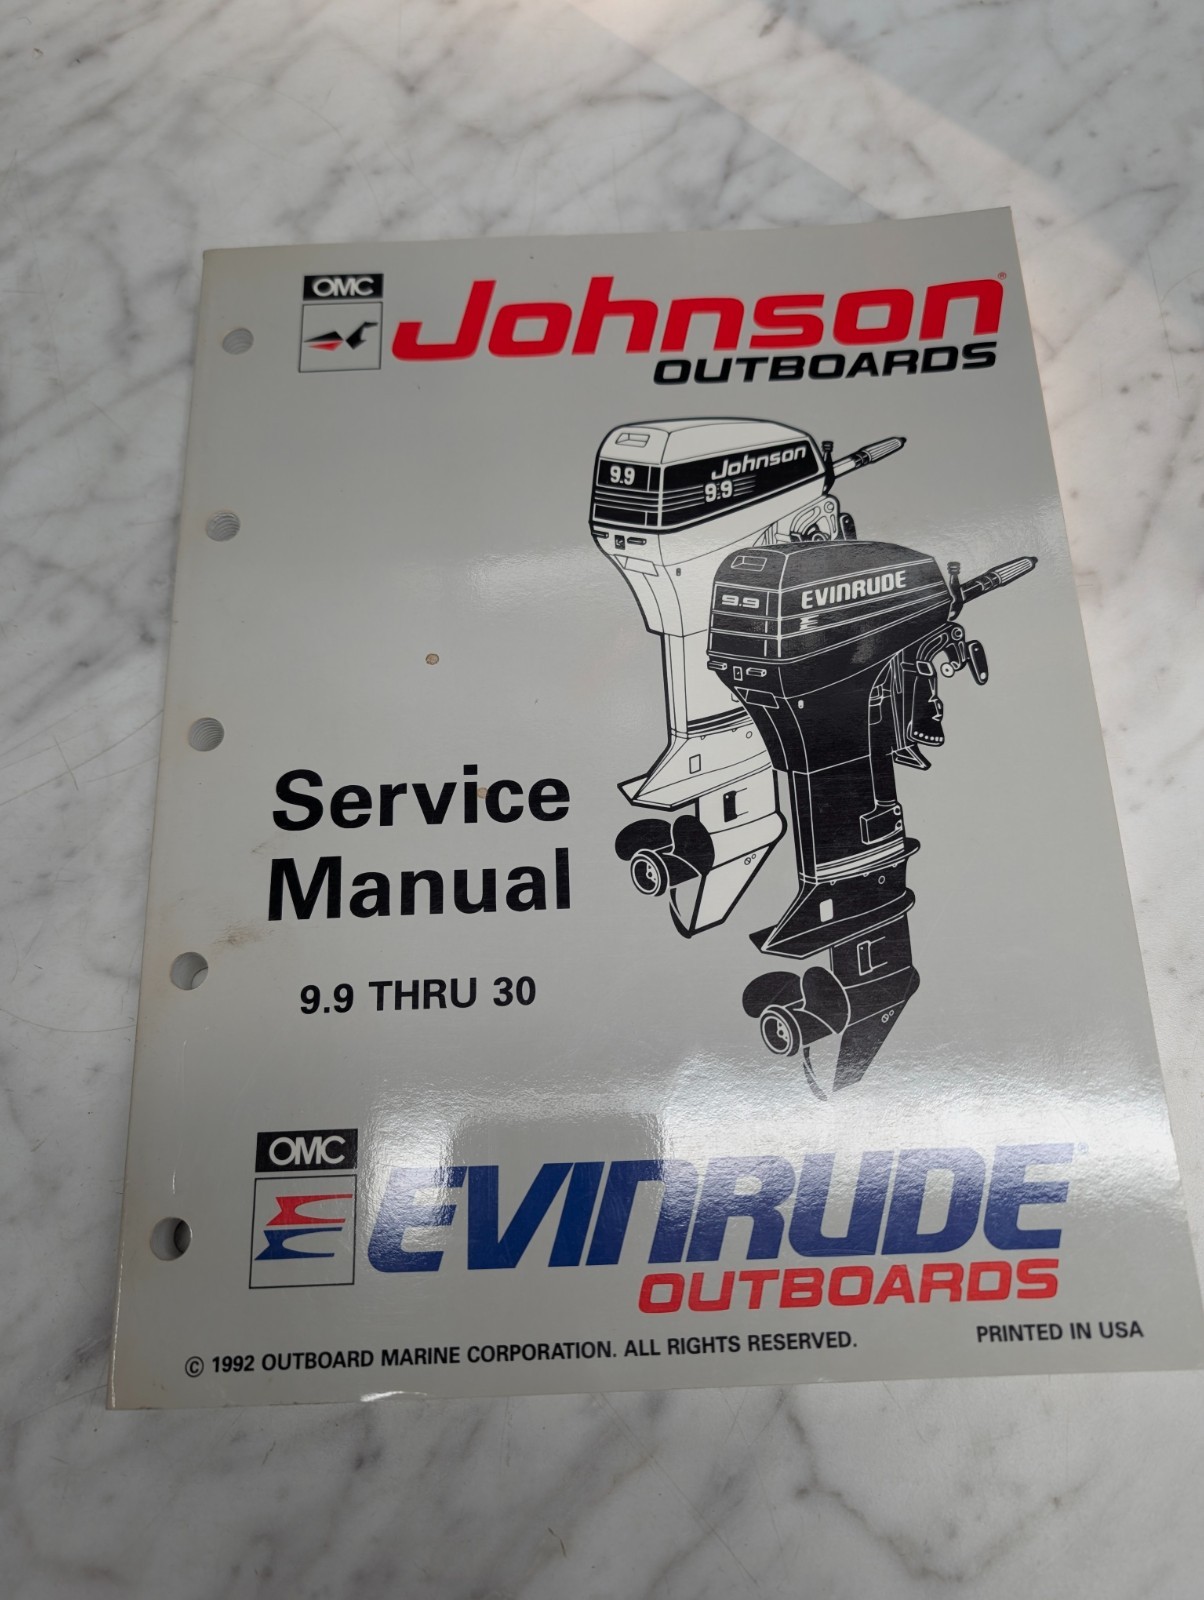 OMC
Johnson®
OUTBOARDS
9.9
Johnson
9.9
9.9
EVINRUDE
Service
Manual
9.9 THRU 30
OMC
EVINRUDE
OUTBOARDS
© 1992 OUTBOARD MARINE CORPORATION. ALL RIGHTS RESERVED.
PRINTED IN USA